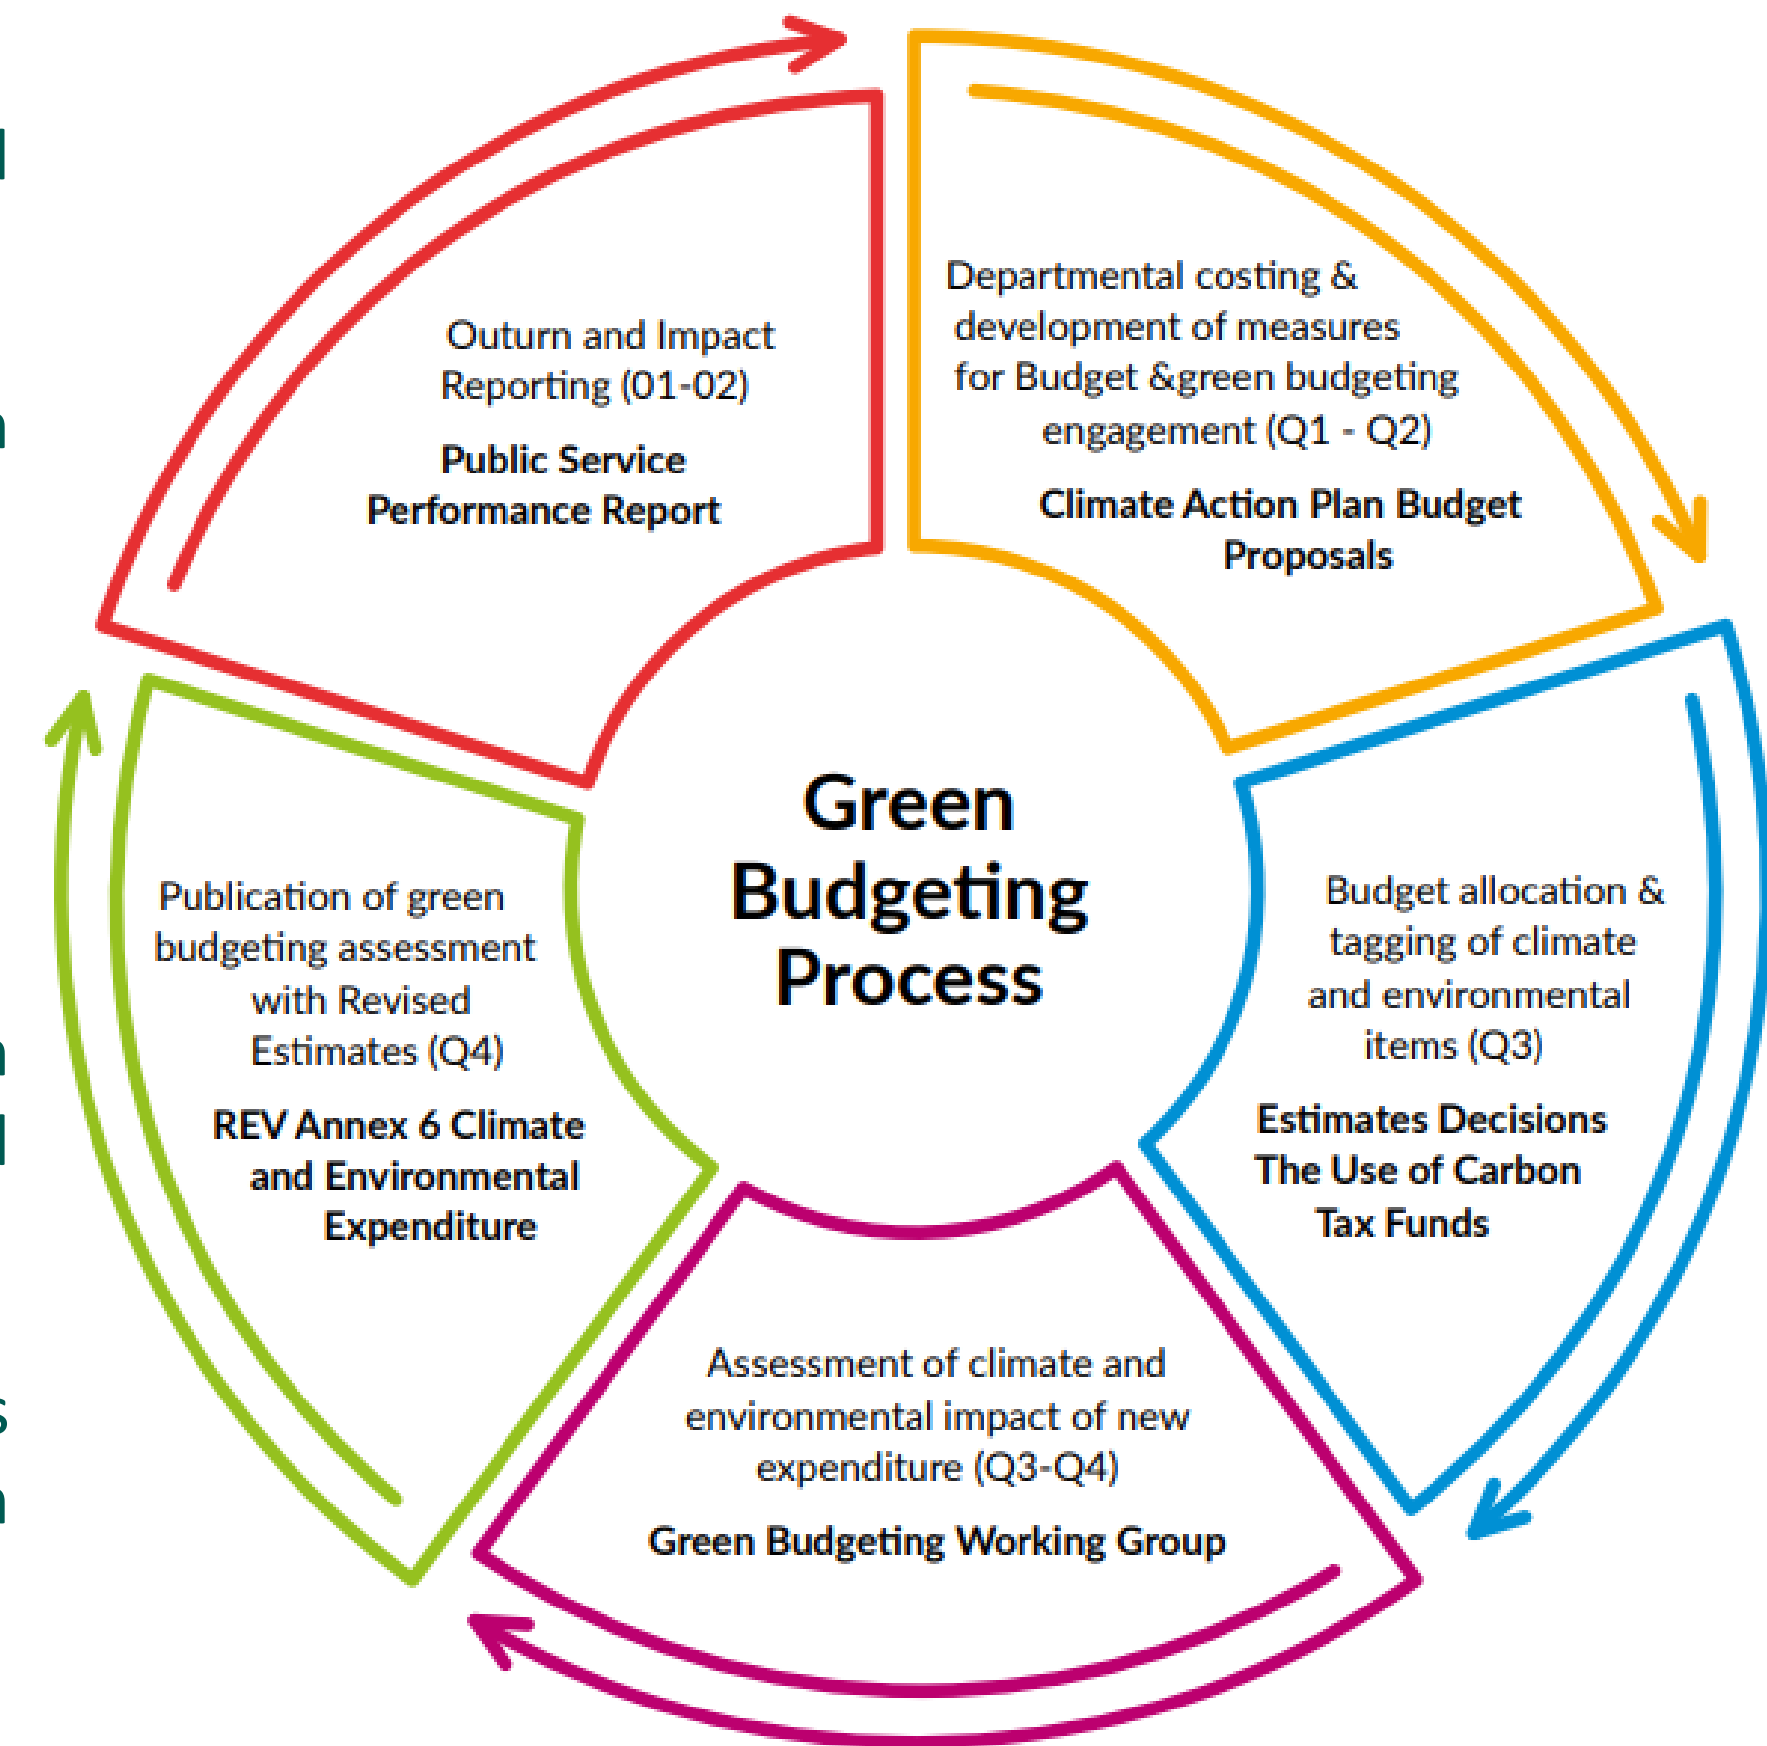 Green
Budgeting
Process
Departmental costing &
development of measures
for Budget &green budgeting
engagement (Q1 - Q2)
Climate Action Plan Budget
Proposals
Budget allocation &
tagging of climate
and environmental
items (Q3)
Estimates Decisions
The Use of Carbon
Tax Funds
Assessment of climate and
environmental impact of new
expenditure (Q3-Q4)
Green Budgeting Working Group
Publication of green
budgeting assessment
with Revised
Estimates (Q4)
REV Annex 6 Climate
and Environmental
Expenditure
Outurn and Impact
Reporting (01-02)
Public Service
Performance Report